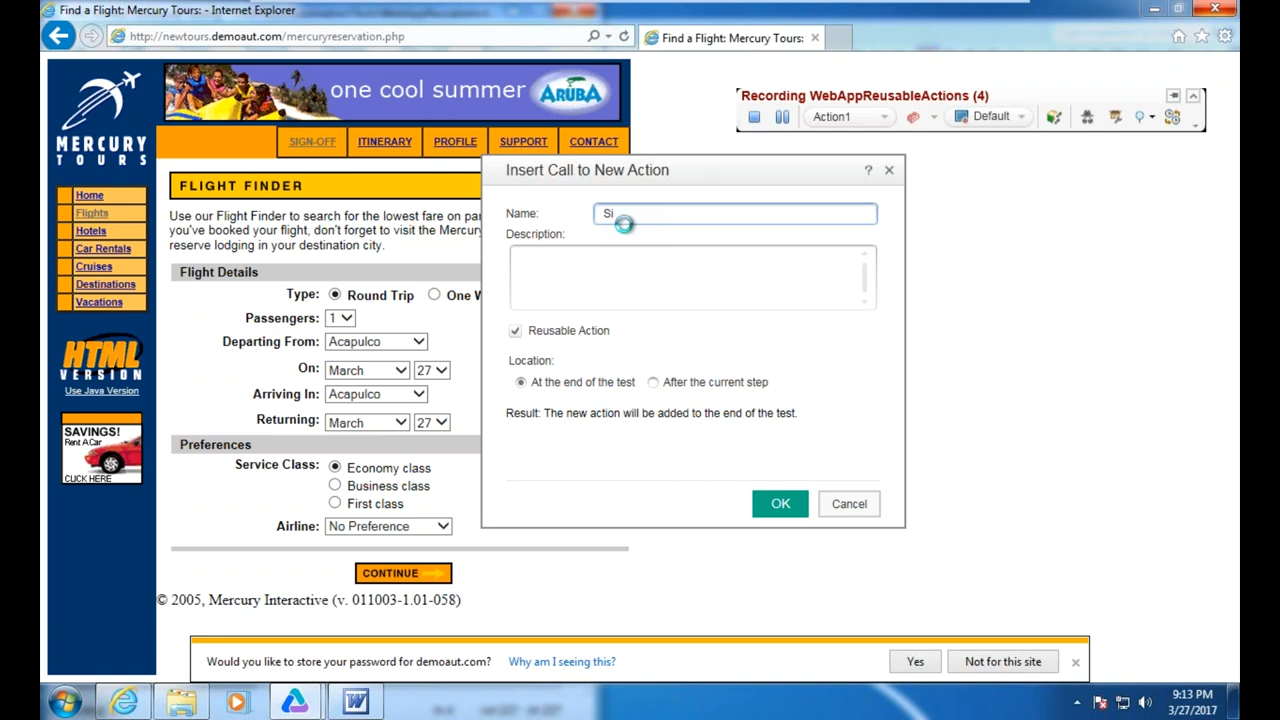 Find a Flight: Mercury Tours: - Internet Explorer
http://newtours.demoaut.com/mercuryreservation.php
Find a Flight: Mercury Tours:
one cool summer ARUBA
Recording WebAppReusableActions (4)
Action1
Default
MERCURY
TOURS
SIGN-OFF
ITINERARY
PROFILE
SUPPORT
CONTACT
Home
Flights
Hotels
Car Rentals
Cruises
Destinations
Vacations
HTML
VERSION
Use Java Version
SAVINGS!
Rent A Car
CLICK HERE
FLIGHT FINDER
Use our Flight Finder to search for the lowest fare on
you've booked your flight, don't forget to visit the Mercury
reserve lodging in your destination city.
Flight Details
Type: Round Trip One
Passengers: 1
Departing From: Acapulco
On: March 27
Arriving In: Acapulco
Returning: March 27
Preferences
Service Class: Economy class
Business class
First class
Airline: No Preference
CONTINUE
© 2005, Mercury Interactive (v. 011003-1.01-058)
Insert Call to New Action
?
Name: Si
Description:
Reusable Action
Location:
At the end of the test
After the current step
Result: The new action will be added to the end of the test.
OK
Cancel
Would you like to store your password for demoaut.com? Why am I seeing this?
Yes
Not for this site
9:13 PM
3/27/2017